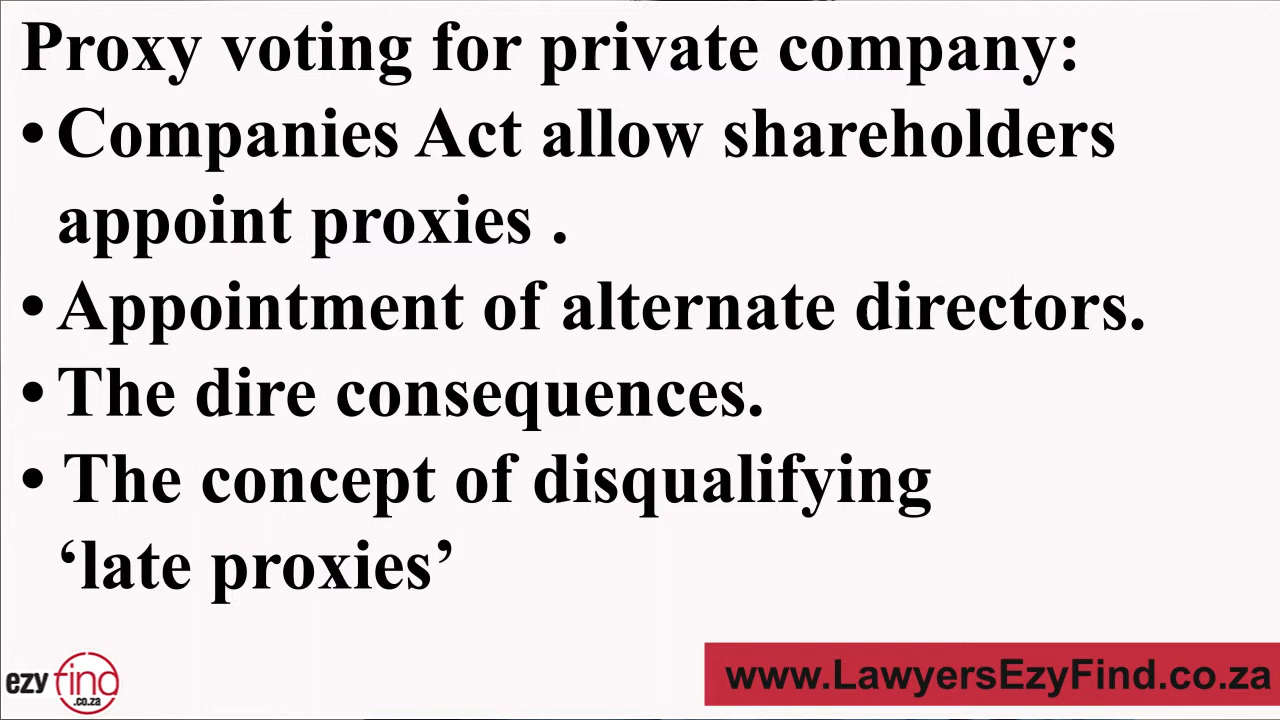 Proxy voting for private company:
• Companies Act allow shareholders
appoint proxies .
• Appointment of alternate directors.
• The dire consequences.
• The concept of disqualifying
‘late proxies’
ezy find
.co.za
www.LawyersEzyFind.co.za